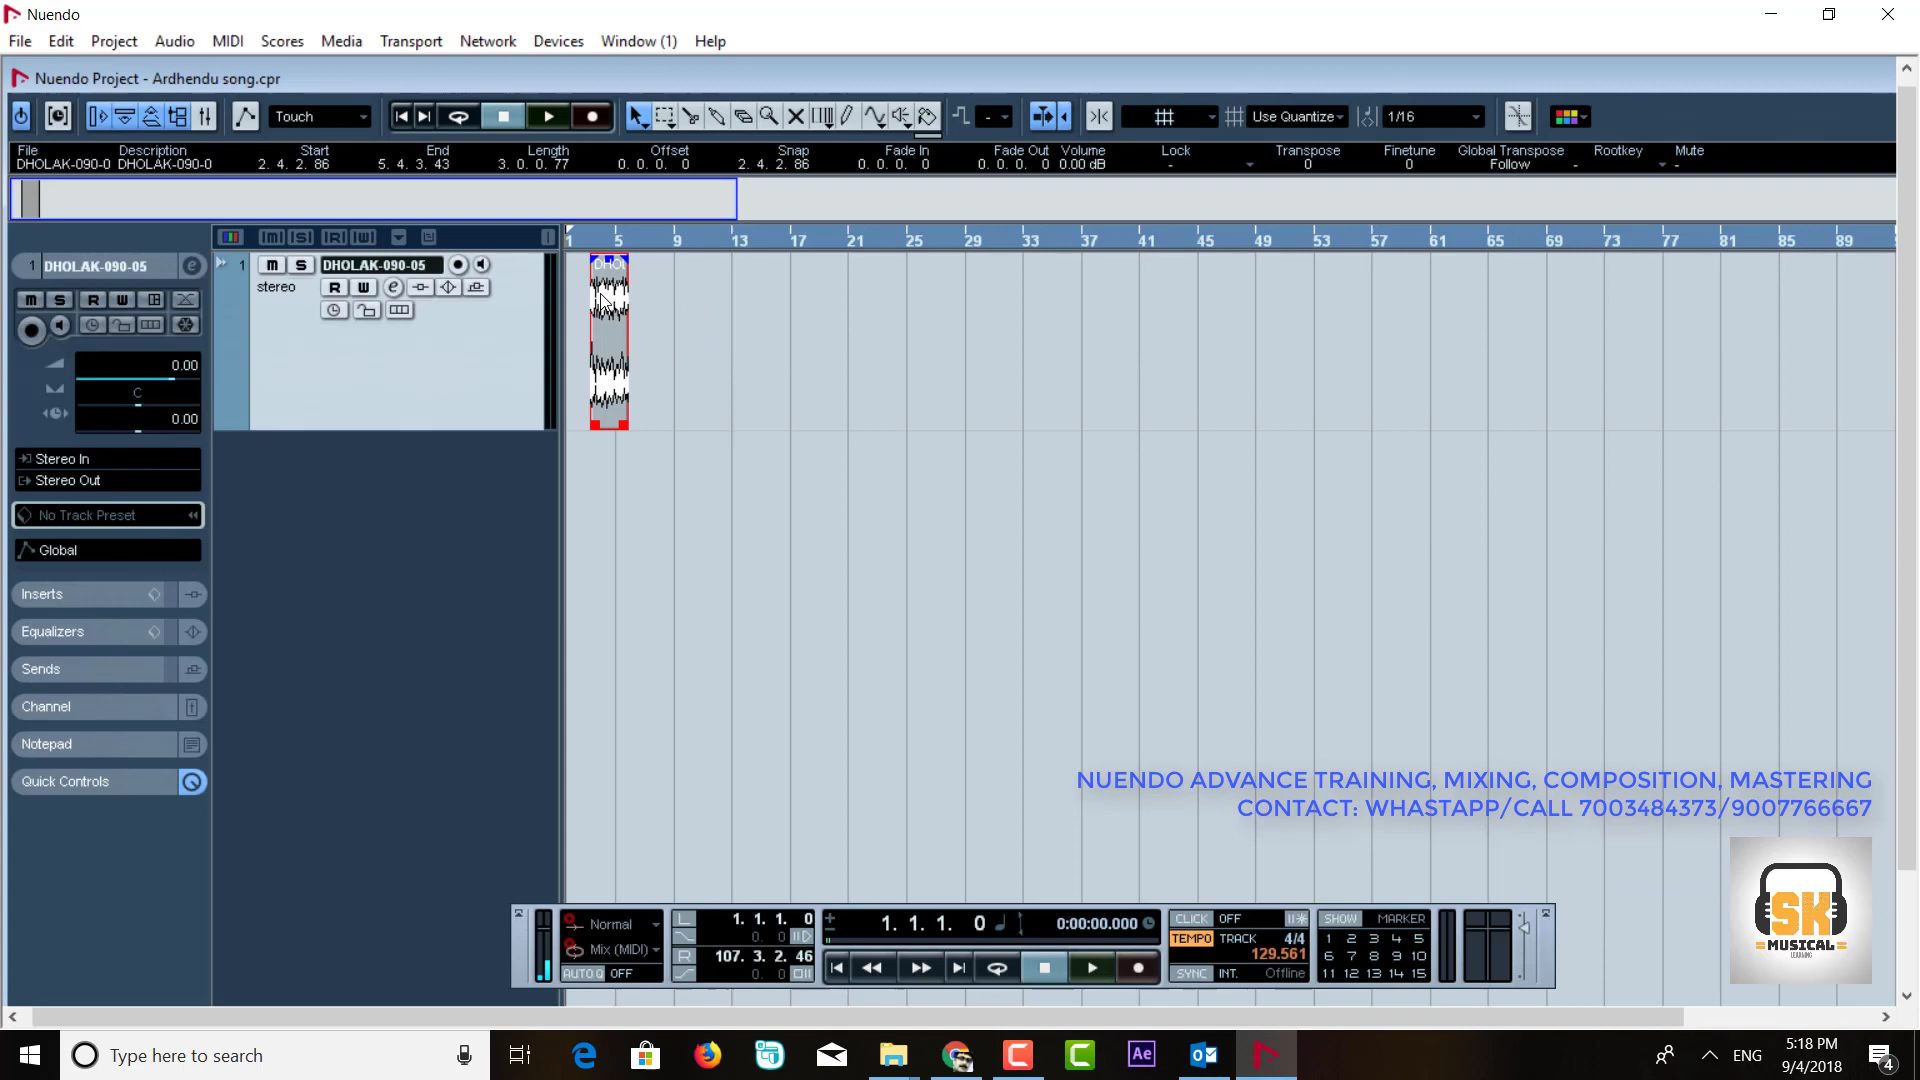 Nuendo
File Edit Project Audio MIDI Scores Media Transport Network Devices Window (1) Help
Nuendo Project - Ardhendu song.cpr
Touch - Use Quantize 1/16
File Description Start End Length Offset Snap Fade In Fade Out Volume Lock Transpose Finetune Global Transpose Rootkey Mute
DHOLAK-090-0 DHOLAK-090-0 2. 4. 2. 86 5. 4. 3. 43 3. 0. 0. 77 0. 0. 0. 0 2. 4. 2. 86 0. 0. 0. 0 0. 0. 0. 0 0.00 dB - 0 0 Follow - -
1 5 9 13 17 21 25 29 33 37 41 45 49 53 57 61 65 69 73 77 81 85 89
1 DHOLAK-090-05 e
1 m S DHOLAK-090-05
stereo R W e
DHOL
m S R W
0.00
C
0.00
Stereo In
Stereo Out
No Track Preset
Global
Inserts
Equalizers
Sends
Channel
Notepad
Quick Controls
NUENDO ADVANCE TRAINING, MIXING, COMPOSITION, MASTERING
CONTACT: WHASTAPP/CALL 7003484373/9007766667
SK
MUSICAL
LEARNING
Normal
Mix (MIDI)
AUTO Q OFF
L 1. 1. 1. 0
0. 0
R 107. 3. 2. 46
0. 0
1. 1. 1. 0 0:00:00.000
CLICK OFF
TEMPO TRACK 4/4
129.561
SYNC INT. Offline
SHOW MARKER
1 2 3 4 5
6 7 8 9 10
11 12 13 14 15
Type here to search
Ae
ENG
5:18 PM
9/4/2018
4